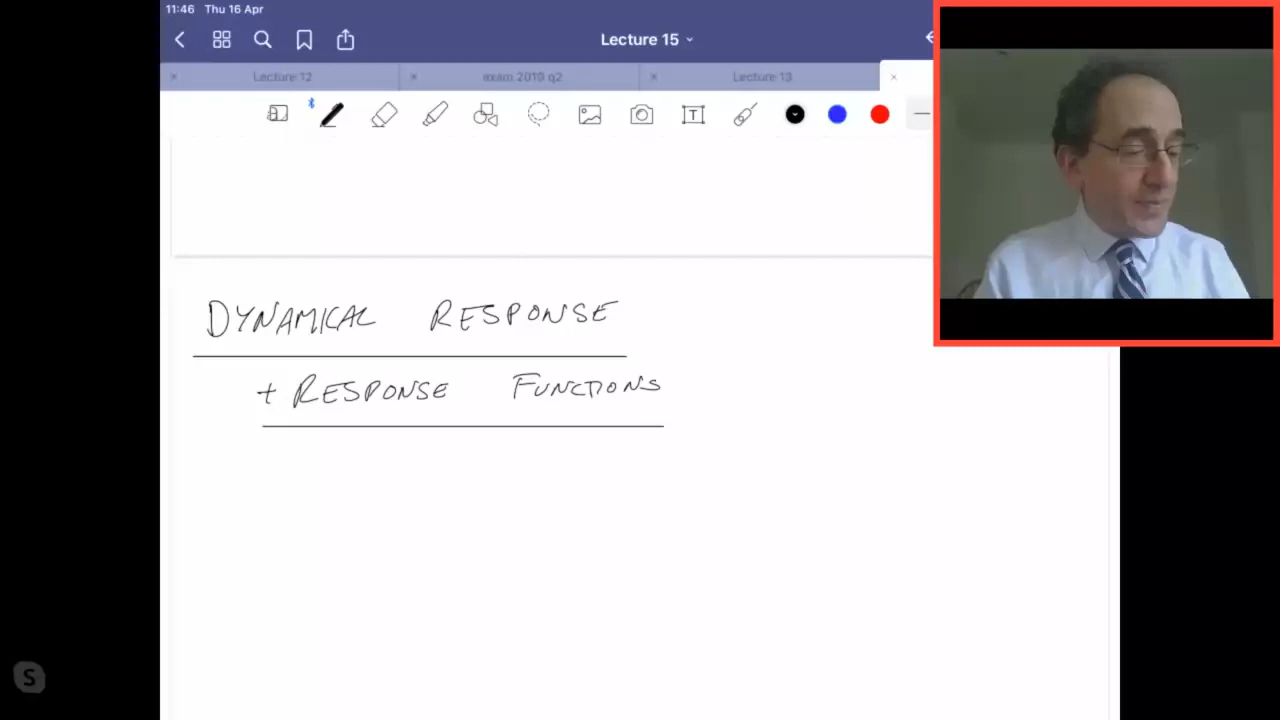 11:46 Thu 16 Apr
Lecture 15
Lecture 12
exam 2019 q2
Lecture 13
T
DYNAMICAL RESPONSE
+ RESPONSE FUNCTIONS
S